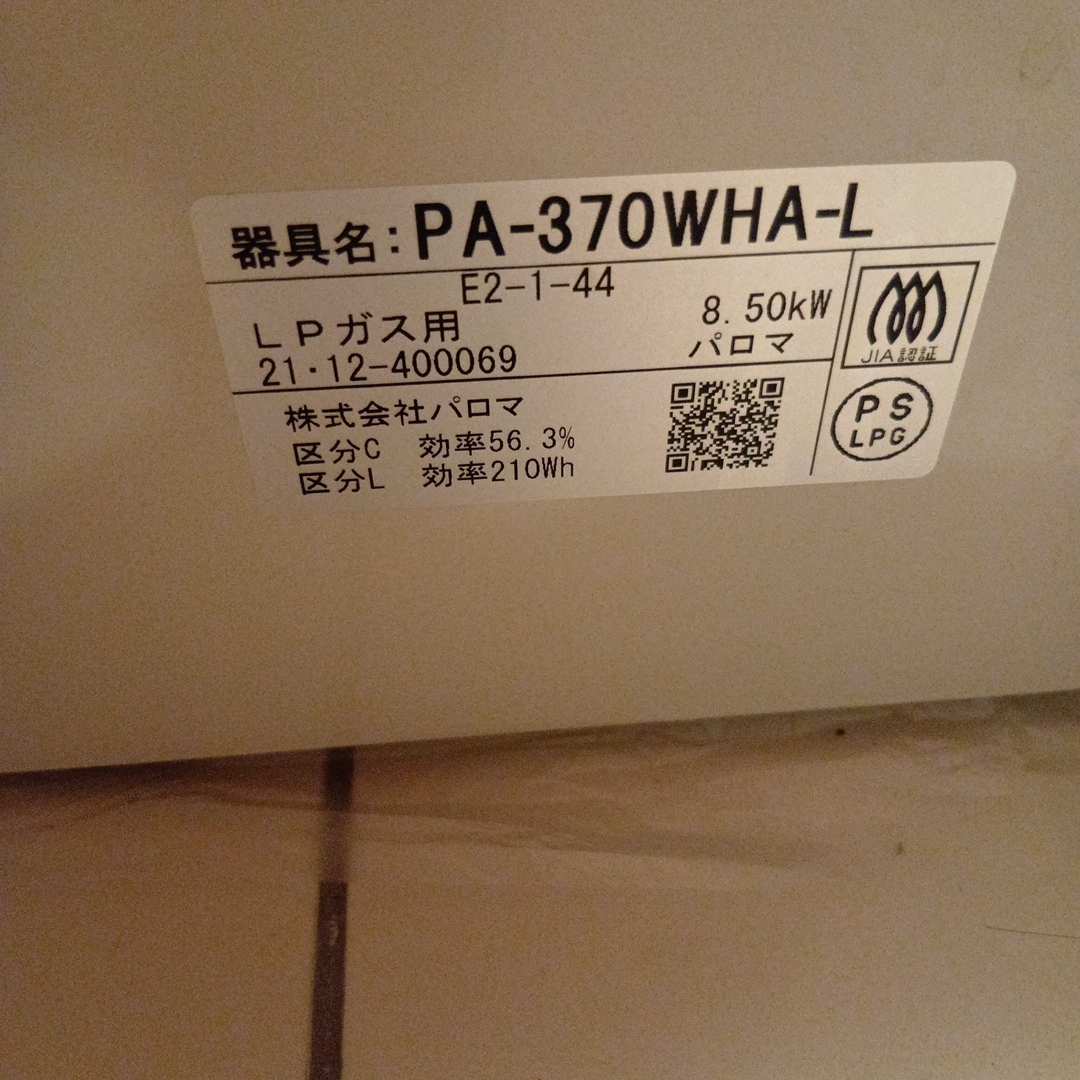 器具名:PA-370WHA-L
E2-1-44
LPガス用 8.50kW
21・12-400069 パロマ
株式会社パロマ
区分C 効率56.3%
区分L 効率210Wh
JIA認証
PS
LPG